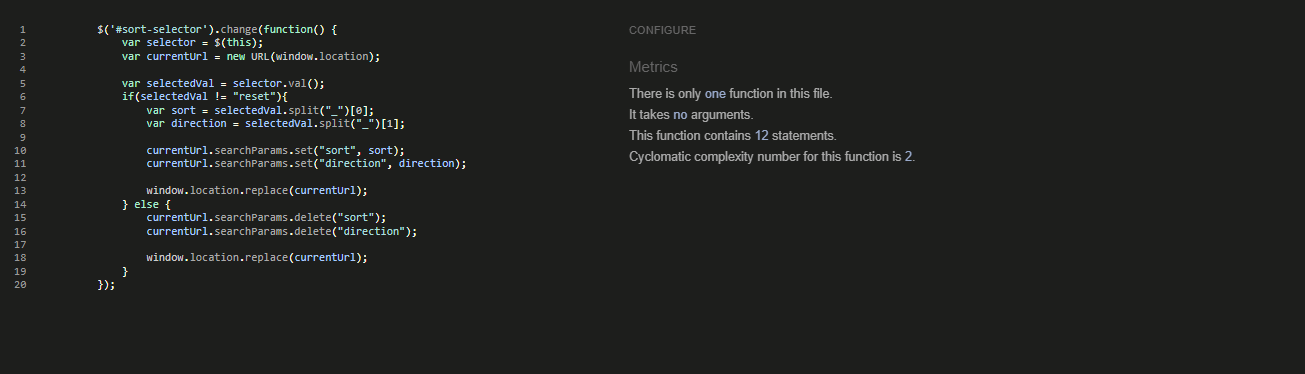 1 $('#sort-selector').change(function() {
2 var selector = $(this);
3 var currentUrl = new URL(window.location);
4
5 var selectedVal = selector.val();
6 if(selectedVal != "reset"){
7 var sort = selectedVal.split("_")[0];
8 var direction = selectedVal.split("_")[1];
9
10 currentUrl.searchParams.set("sort", sort);
11 currentUrl.searchParams.set("direction", direction);
12
13 window.location.replace(currentUrl);
14 } else {
15 currentUrl.searchParams.delete("sort");
16 currentUrl.searchParams.delete("direction");
17
18 window.location.replace(currentUrl);
19 }
20 });
CONFIGURE
Metrics
There is only one function in this file.
It takes no arguments.
This function contains 12 statements.
Cyclomatic complexity number for this function is 2.